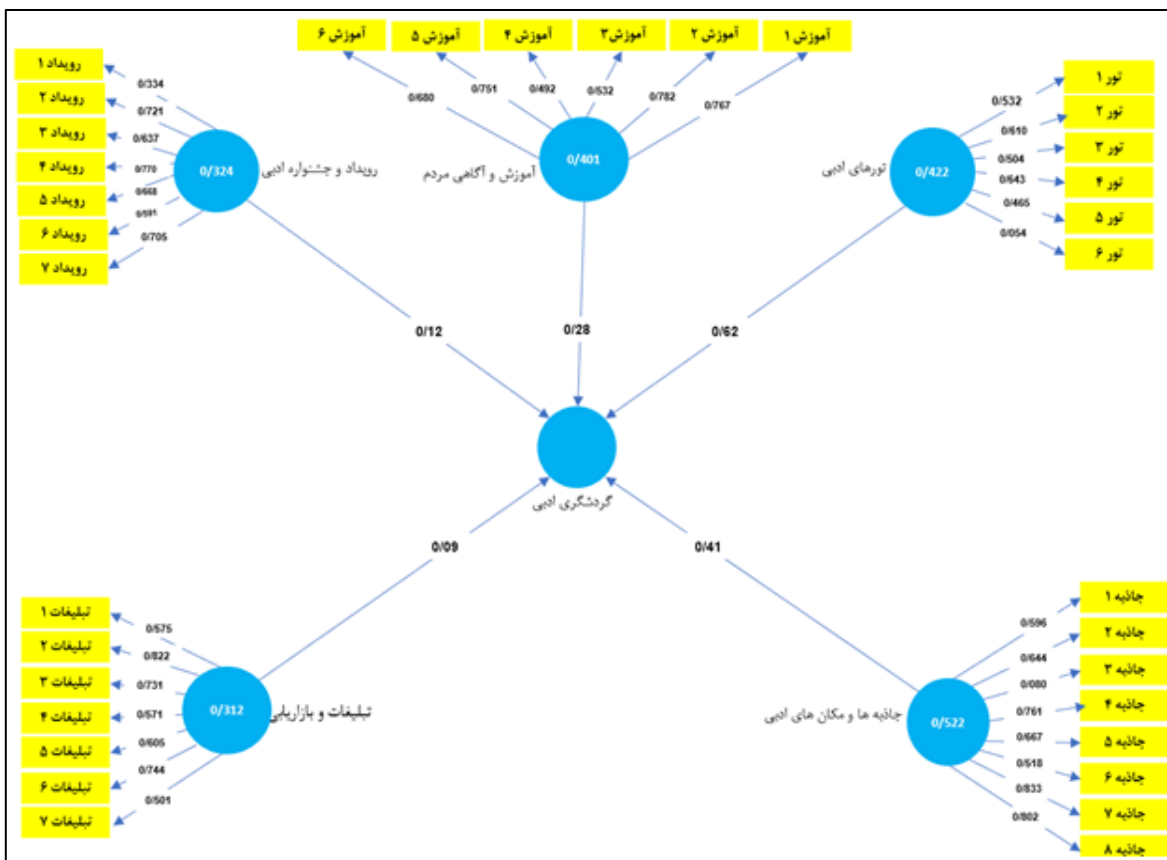 آموزش ۱
آموزش ۲
آموزش ۳
آموزش ۴
آموزش ۵
آموزش ۶
0/767
0/782
0/532
0/492
0/751
0/680
0/401
آموزش و آگاهی مردم
0/28
تور ۱
تور ۲
تور ۳
تور ۴
تور ۵
تور ۶
0/532
0/610
0/504
0/643
0/465
0/054
0/422
تورهای ادبی
0/62
رویداد ۱
رویداد ۲
رویداد ۳
رویداد ۴
رویداد ۵
رویداد ۶
رویداد ۷
0/334
0/721
0/637
0/770
0/668
0/591
0/705
0/324
رویداد و جشنواره ادبی
0/12
گردشگری ادبی
جاذبه ۱
جاذبه ۲
جاذبه ۳
جاذبه ۴
جاذبه ۵
جاذبه ۶
جاذبه ۷
جاذبه ۸
0/596
0/644
0/080
0/761
0/667
0/518
0/833
0/802
0/522
جاذبه ها و مکان های ادبی
0/41
تبلیغات ۱
تبلیغات ۲
تبلیغات ۳
تبلیغات ۴
تبلیغات ۵
تبلیغات ۶
تبلیغات ۷
0/575
0/822
0/731
0/571
0/605
0/744
0/501
0/312
تبلیغات و بازاریابی
0/09